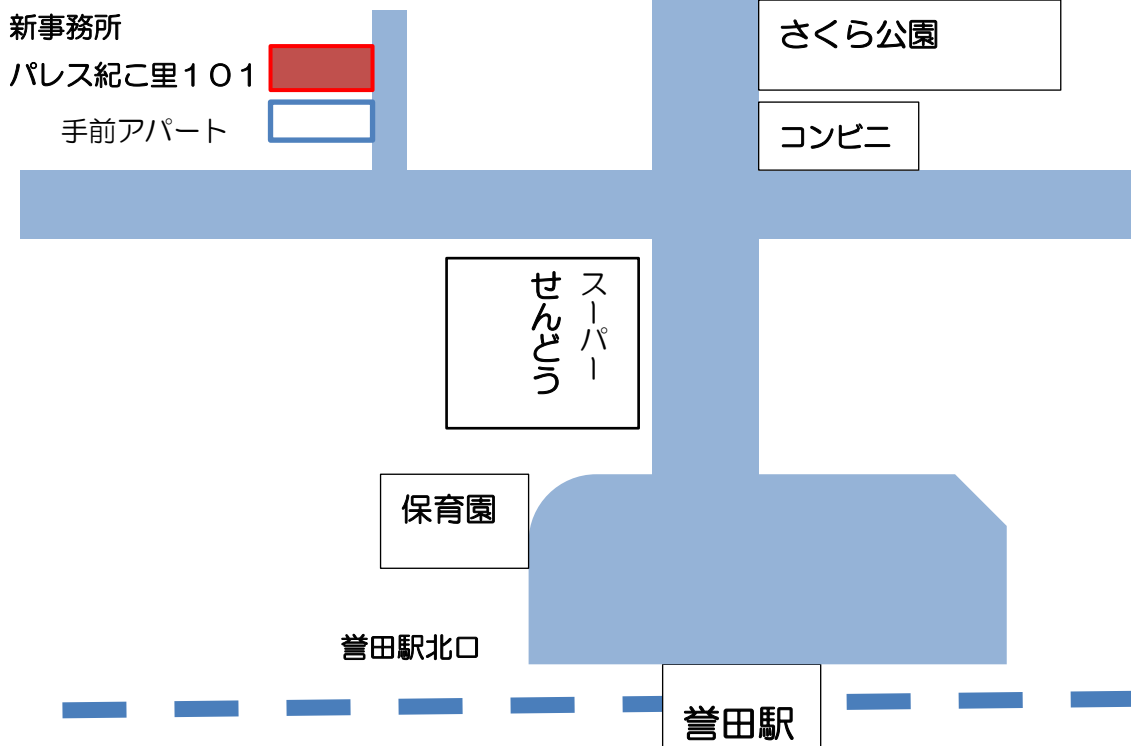 新事務所
パレス紀こ里１０１
手前アパート
さくら公園
コンビニ
スーパー
せんどう
保育園
誉田駅北口
誉田駅